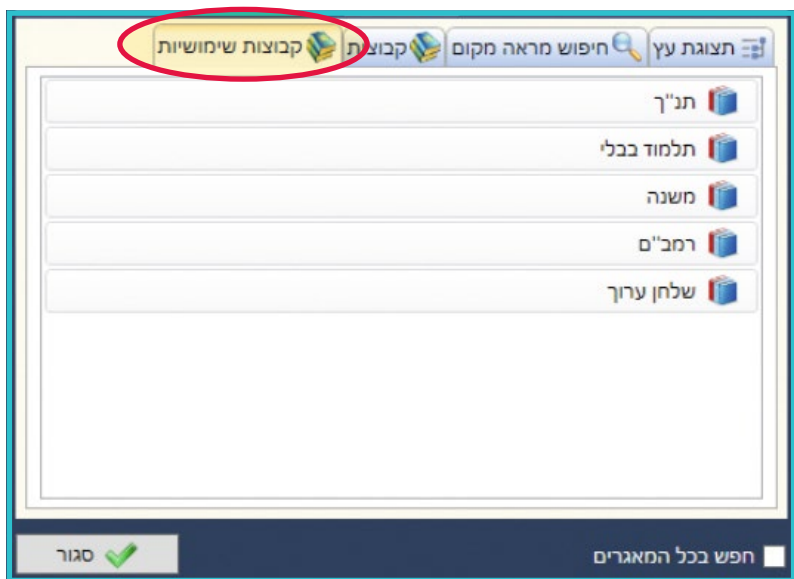 תצוגת עץ חיפוש מראה מקום קבוצות קבוצות שימושיות
תנ"ך
תלמוד בבלי
משנה
רמב"ם
שלחן ערוך
חפש בכל המאגרים סגור